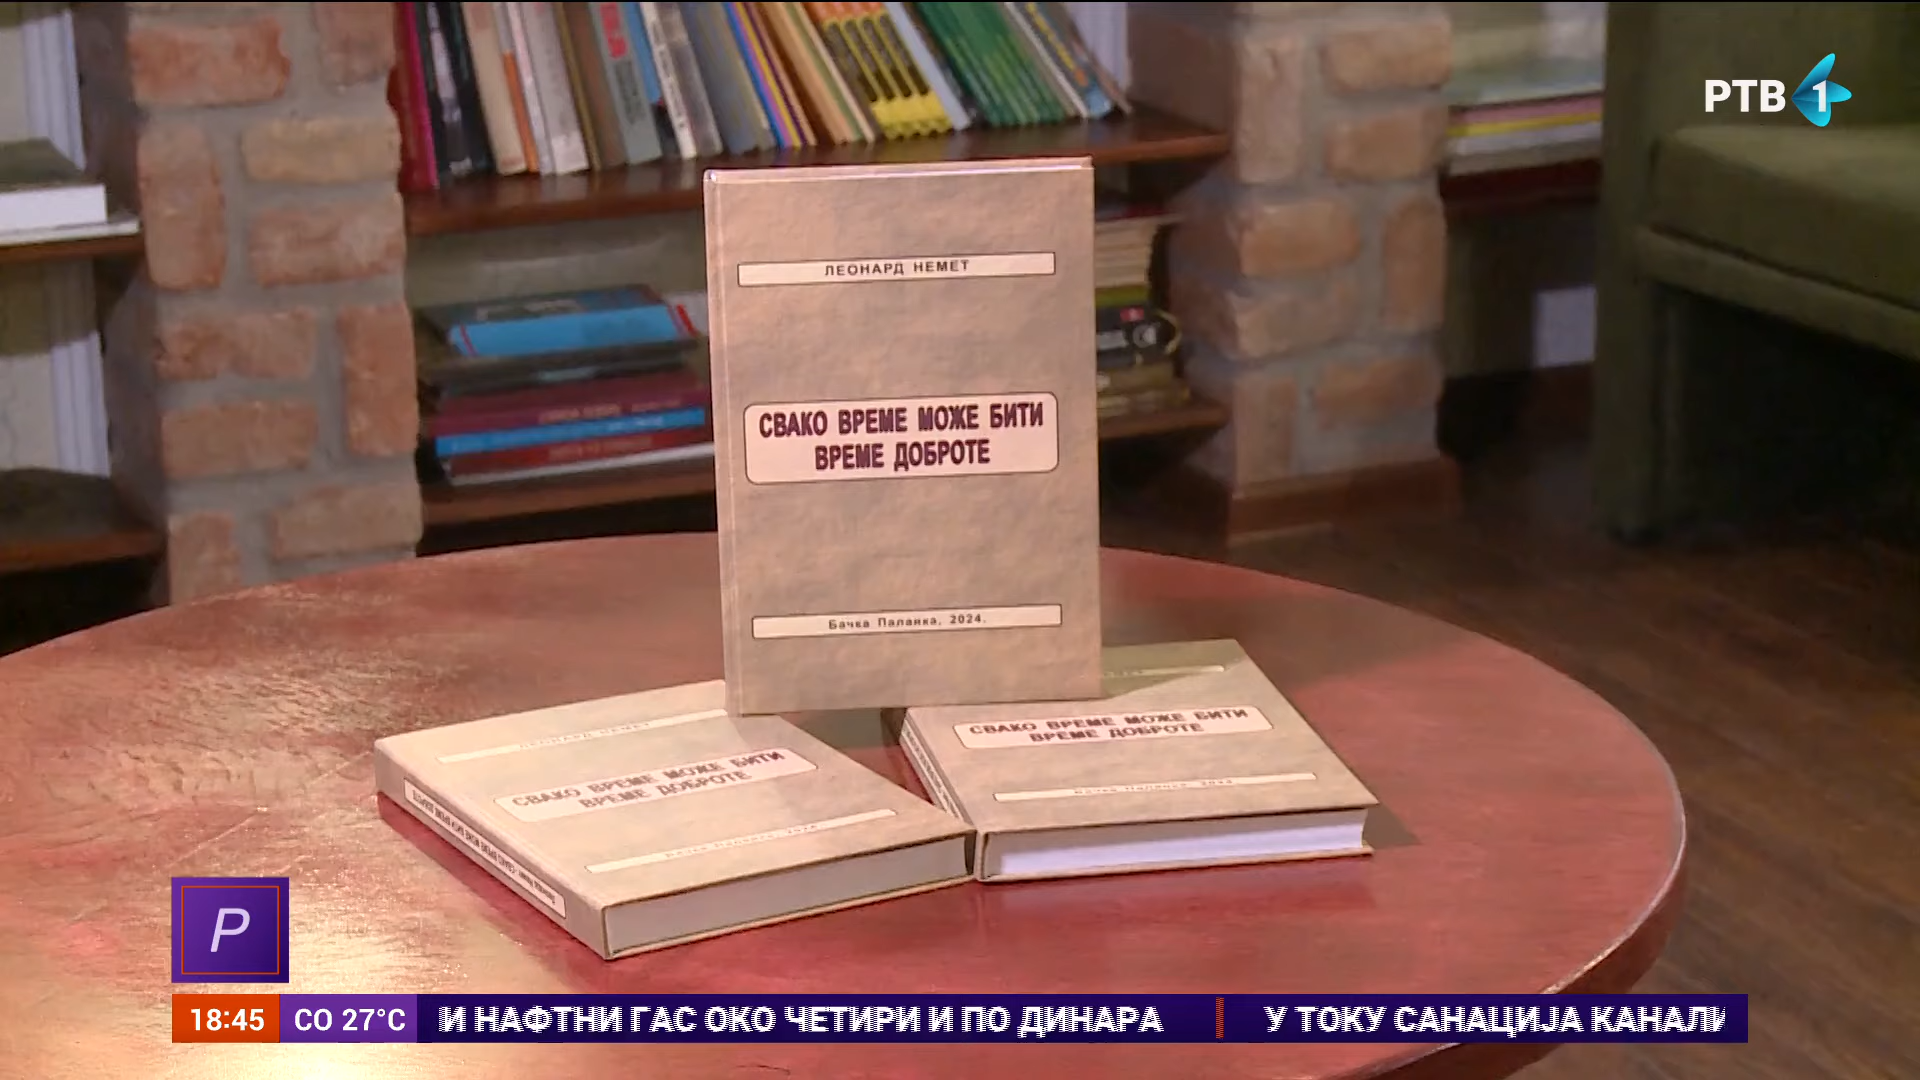 РТВ 1
ЛЕОНАРД НЕМЕТ
СВАКО ВРЕМЕ МОЖЕ БИТИ
ВРЕМЕ ДОБРОТЕ
Бачка Паланка, 2024.
СВАКО ВРЕМЕ МОЖЕ БИТИ
ВРЕМЕ ДОБРОТЕ
ЛЕОНАРД НЕМЕТ
СВАКО ВРЕМЕ МОЖЕ БИТИ
ВРЕМЕ ДОБРОТЕ
Р
18:45 СО 27°C И НАФТНИ ГАС ОКО ЧЕТИРИ И ПО ДИНАРА | У ТОКУ САНАЦИЈА КАНАЛИ